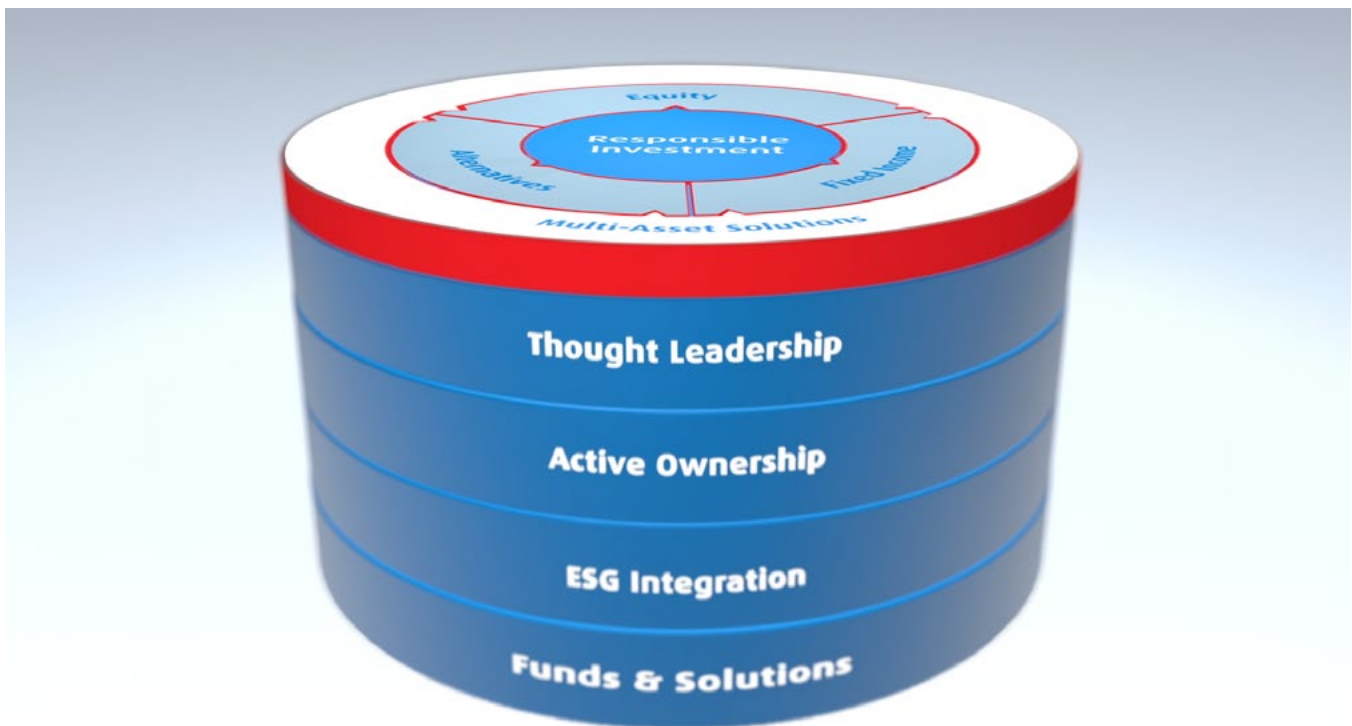 Equity
Responsible
Investment
Alternatives
Fixed Income
Multi-Asset Solutions
Thought Leadership
Active Ownership
ESG Integration
Funds & Solutions